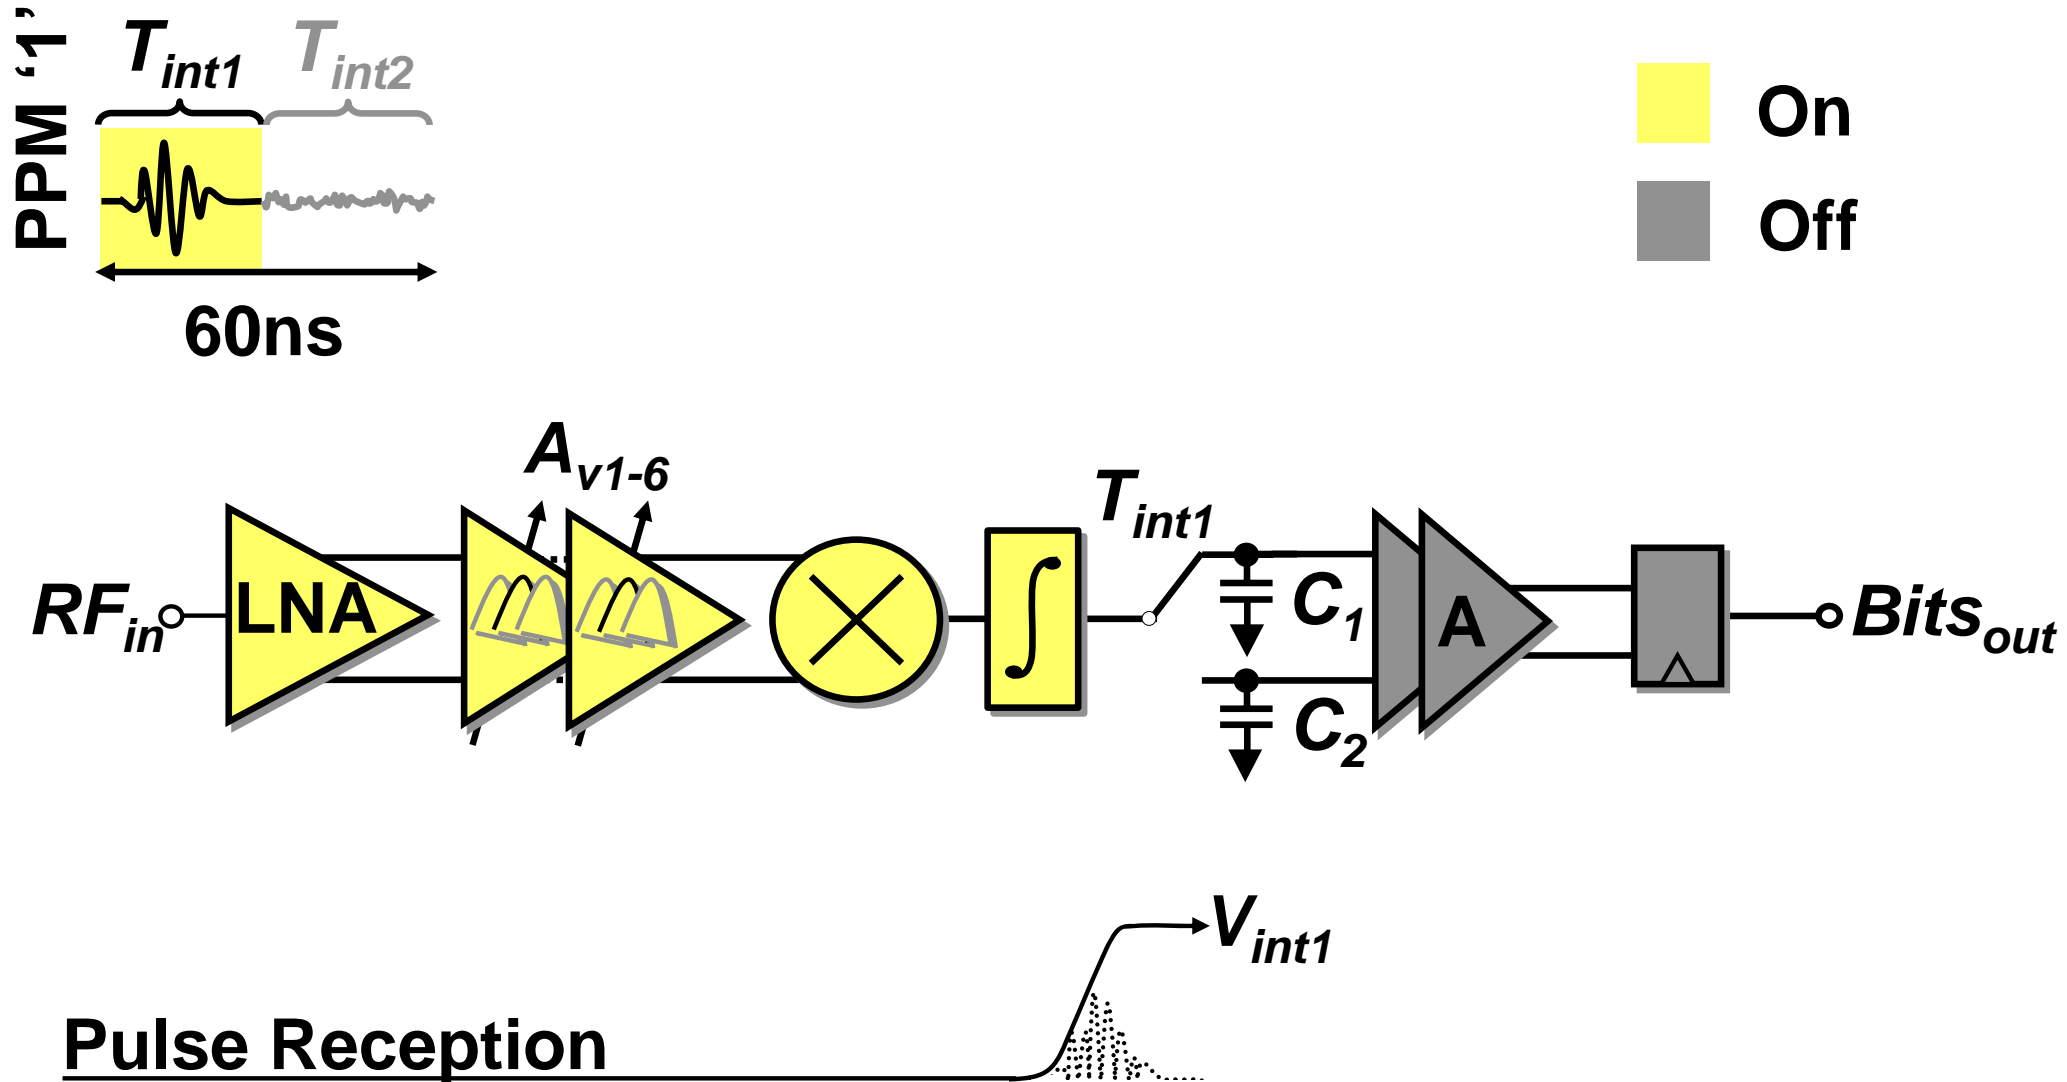 PPM ‘1’
Tint1 Tint2
60ns
On
Off
Av1-6
RFin LNA ∫ Tint1 C1 C2 A Bitsout
Vint1
Pulse Reception